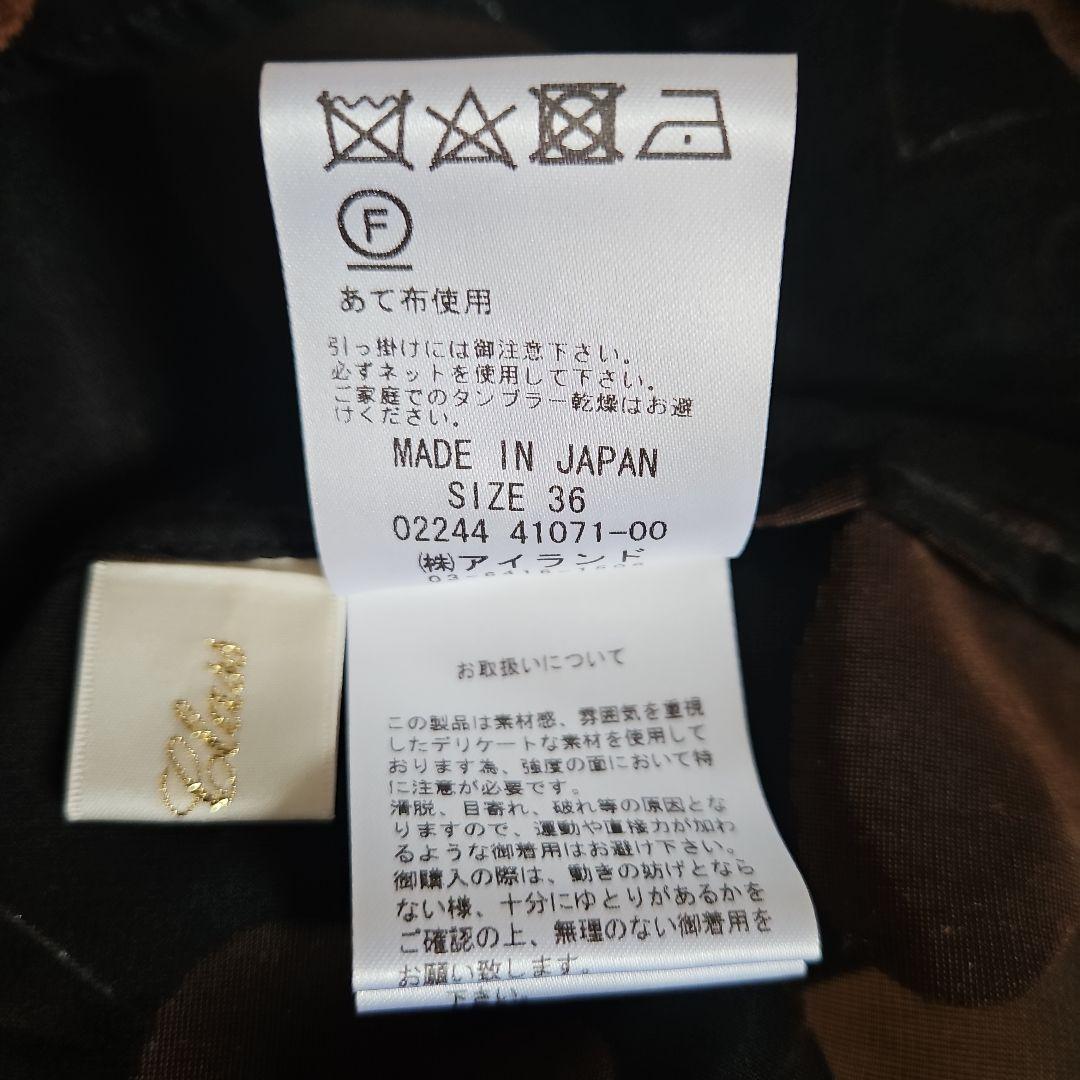 F
あて布使用
引っ掛けには御注意下さい。
必ずネットを使用して下さい。
ご家庭でのタンブラー乾燥はお避
けください。
MADE IN JAPAN
SIZE 36
02244 41071-00
㈱アイランド
お取扱いについて
この製品は素材感、雰囲気を重視
したデリケートな素材を使用して
おります為、強度の面において特
に注意が必要です。
滑脱、目寄れ、破れ等の原因とな
りますので、運動や直接力が加わ
るような御着用はお避け下さい。
御購入の際は、動きの妨げとなら
ない様、十分にゆとりがあるかを
ご確認の上、無理のない御着用を
お願い致します。
下さい。